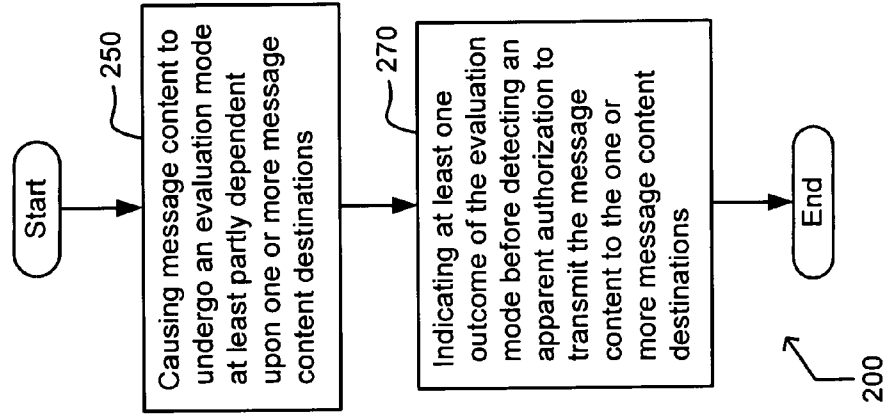 Start
250
Causing message content to
undergo an evaluation mode
at least partly dependent
upon one or more message
content destinations
270
Indicating at least one
outcome of the evaluation
mode before detecting an
apparent authorization to
transmit the message
content to the one or
more message content
destinations
End
200